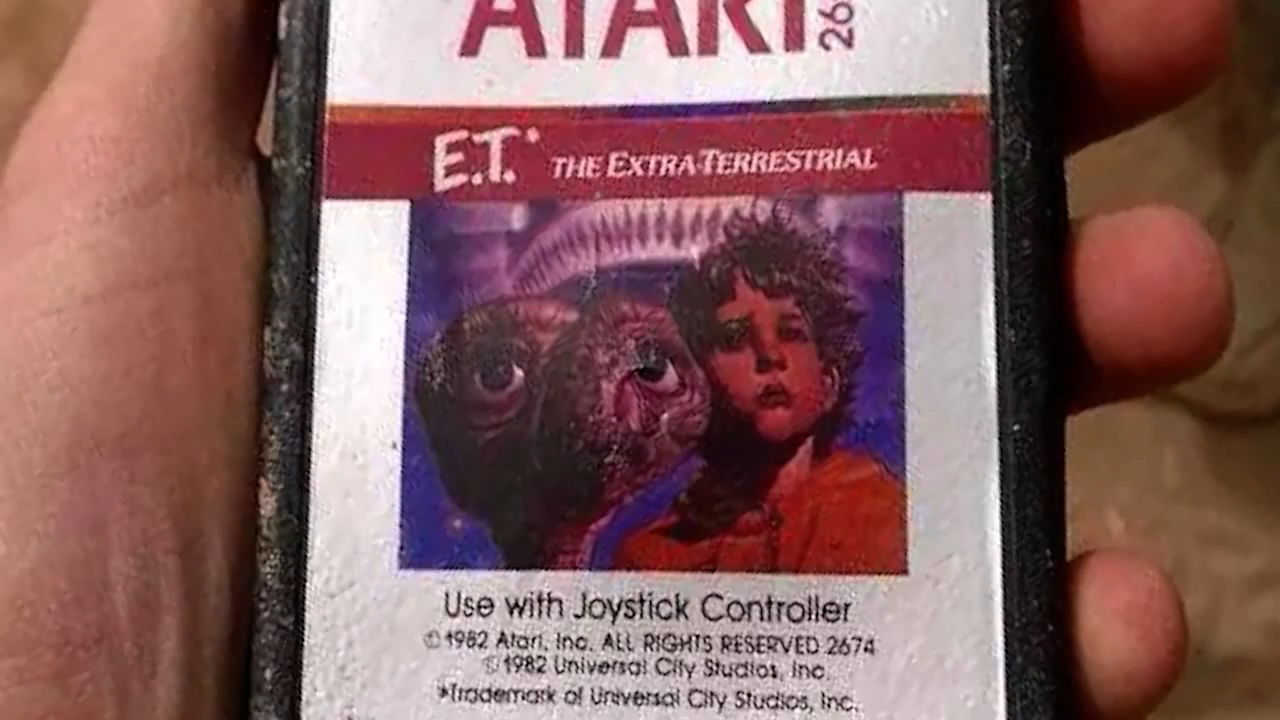 ATARI 26
E.T.* THE EXTRA-TERRESTRIAL
Use with Joystick Controller
© 1982 Atari, Inc. ALL RIGHTS RESERVED 2674
© 1982 Universal City Studios, Inc.
*Trademark of Universal City Studios, Inc.